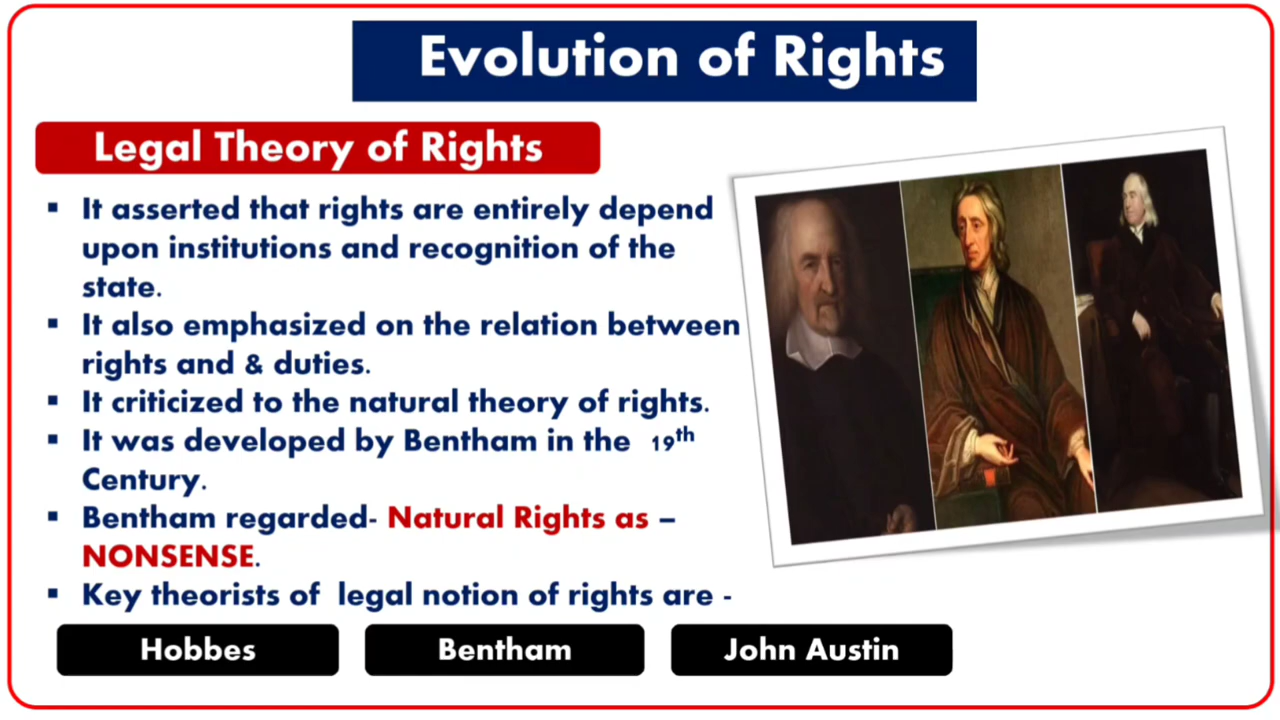 Evolution of Rights
Legal Theory of Rights
▪ It asserted that rights are entirely depend
upon institutions and recognition of the
state.
▪ It also emphasized on the relation between
rights and & duties.
▪ It criticized to the natural theory of rights.
▪ It was developed by Bentham in the 19th
Century.
▪ Bentham regarded- Natural Rights as –
NONSENSE.
▪ Key theorists of legal notion of rights are -
Hobbes
Bentham
John Austin